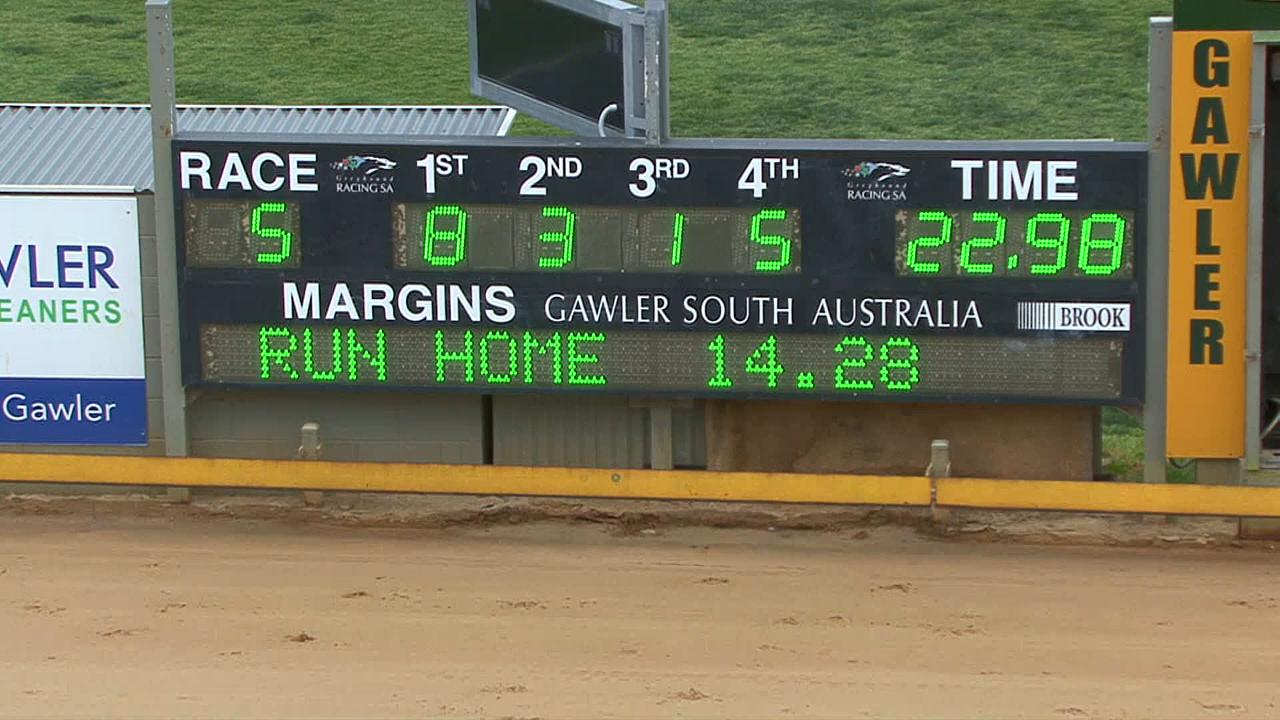 RACE Greyhound RACING SA 1ST 2ND 3RD 4TH Greyhound RACING SA TIME
5 8 3 1 5 22.98
MARGINS GAWLER SOUTH AUSTRALIA BROOK
RUN HOME 14.28
GAWLER
WLER
EANERS
Gawler